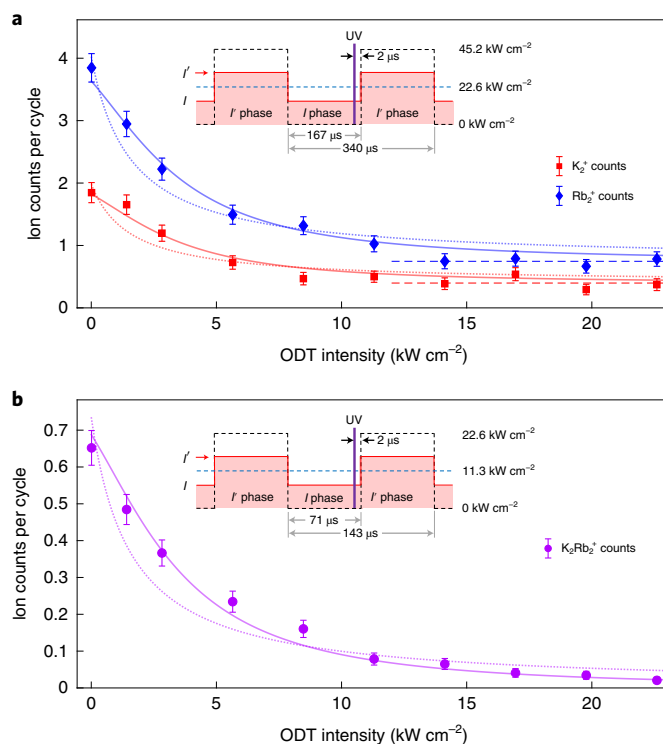 a
UV
2 μs
45.2 kW cm⁻²
I′
22.6 kW cm⁻²
I
I′ phase
I phase
I′ phase
0 kW cm⁻²
167 μs
340 μs
K₂⁺ counts
Rb₂⁺ counts
Ion counts per cycle
4
3
2
1
0
0 5 10 15 20
ODT intensity (kW cm⁻²)
b
UV
2 μs
22.6 kW cm⁻²
I′
11.3 kW cm⁻²
I
I′ phase
I phase
I′ phase
0 kW cm⁻²
71 μs
143 μs
K₂Rb₂⁺ counts
Ion counts per cycle
0.7
0.6
0.5
0.4
0.3
0.2
0.1
0
0 5 10 15 20
ODT intensity (kW cm⁻²)